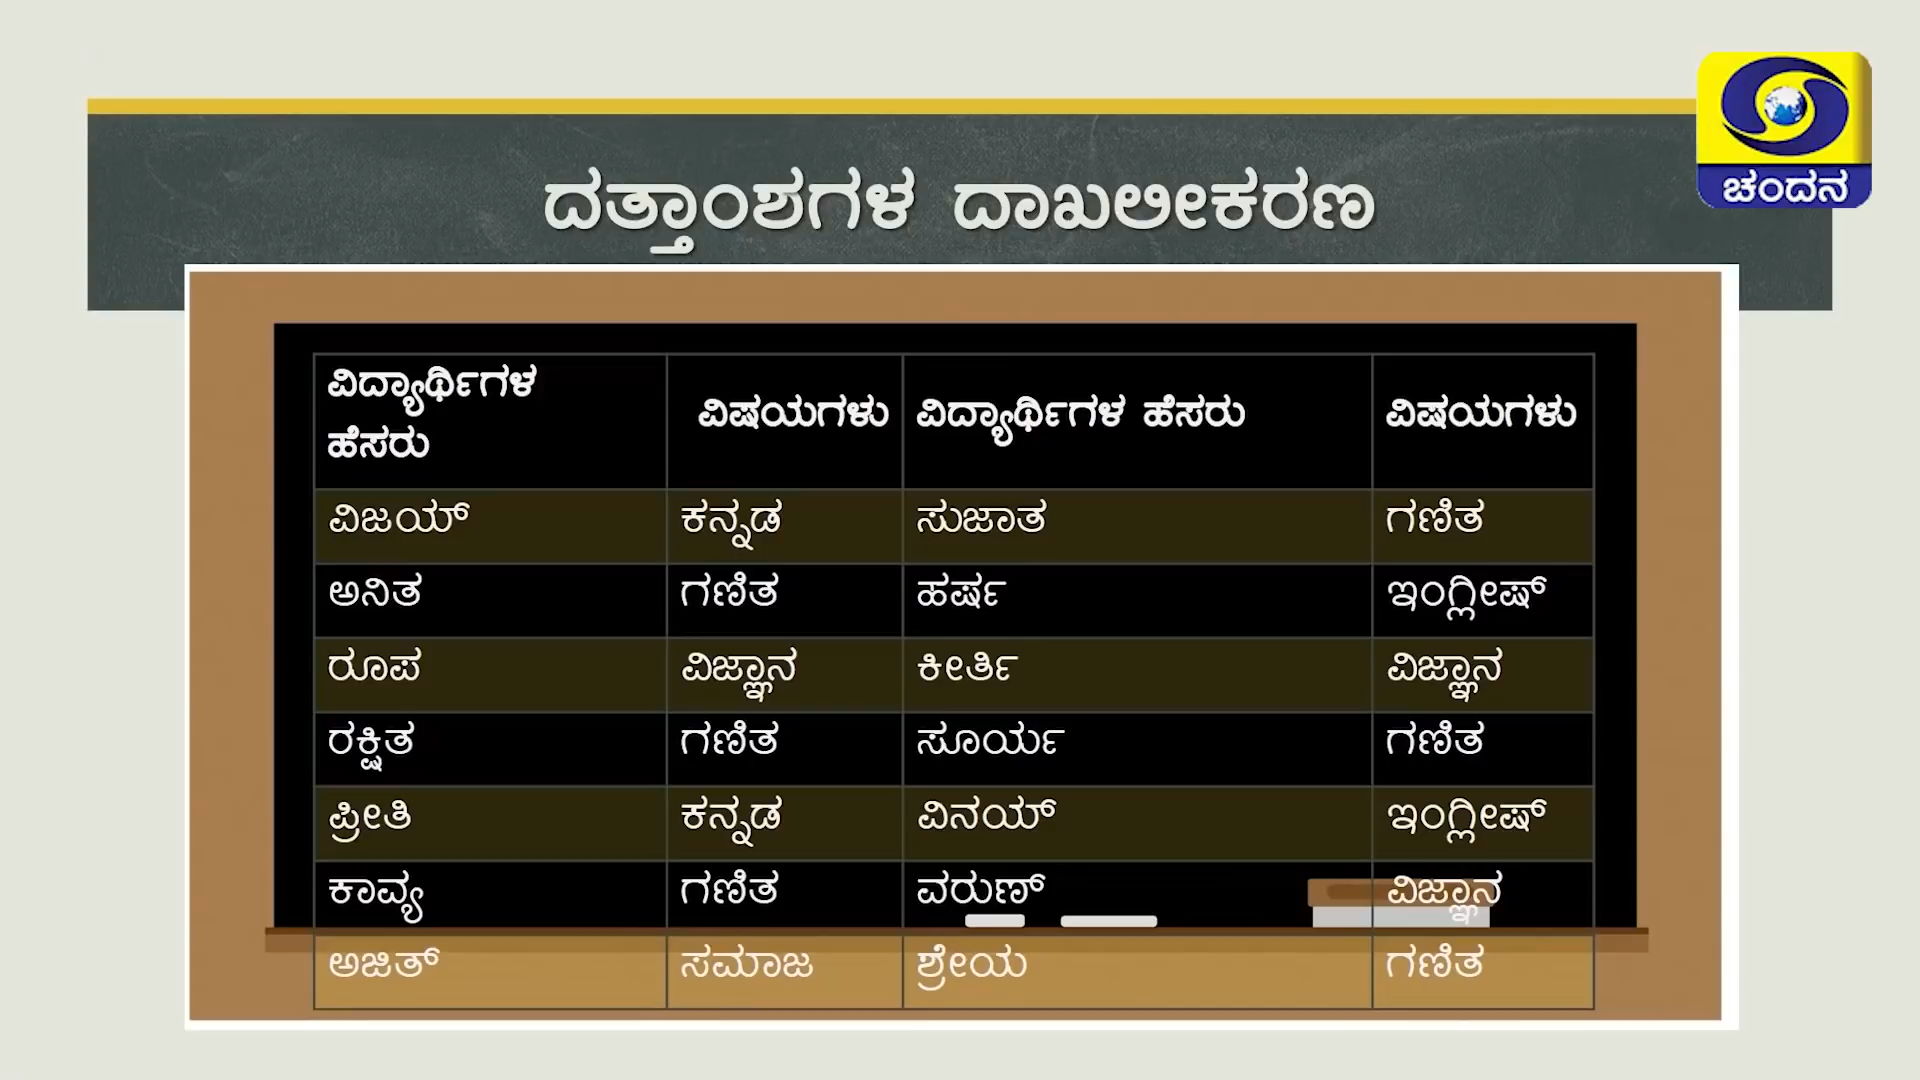 ಚಂದನ
ದತ್ತಾಂಶಗಳ ದಾಖಲೀಕರಣ
ವಿದ್ಯಾರ್ಥಿಗಳ ಹೆಸರು ವಿಷಯಗಳು ವಿದ್ಯಾರ್ಥಿಗಳ ಹೆಸರು ವಿಷಯಗಳು
ವಿಜಯ್ ಕನ್ನಡ ಸುಜಾತ ಗಣಿತ
ಅನಿತ ಗಣಿತ ಹರ್ಷ ಇಂಗ್ಲೀಷ್
ರೂಪ ವಿಜ್ಞಾನ ಕೀರ್ತಿ ವಿಜ್ಞಾನ
ರಕ್ಷಿತ ಗಣಿತ ಸೂರ್ಯ ಗಣಿತ
ಪ್ರೀತಿ ಕನ್ನಡ ವಿನಯ್ ಇಂಗ್ಲೀಷ್
ಕಾವ್ಯ ಗಣಿತ ವರುಣ್ ವಿಜ್ಞಾನ
ಅಜಿತ್ ಸಮಾಜ ಶ್ರೇಯ ಗಣಿತ